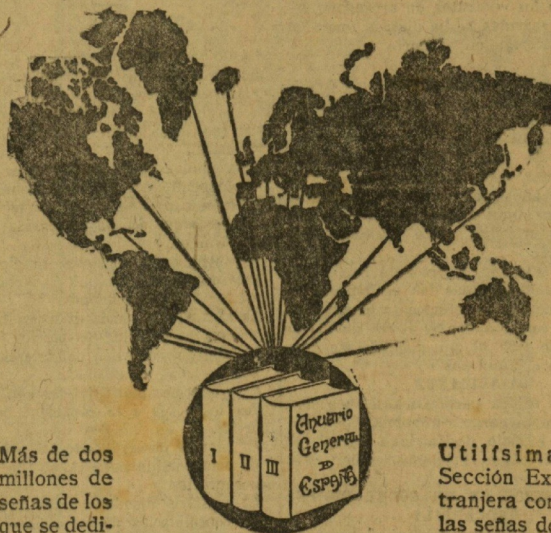 I
II
III
Anuario
General
DE
ESPAÑA
Más de dos
millones de
señas de los
que se dedi-
Utilísima
Sección Ex
tranjera con
las señas de